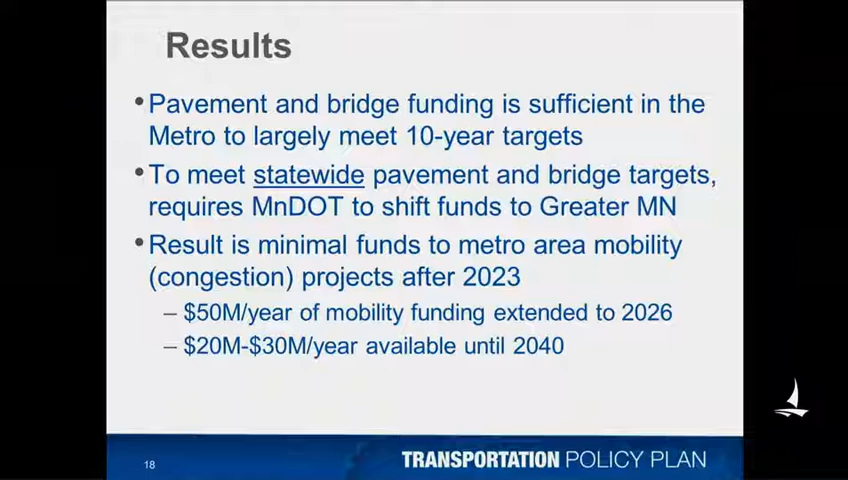 Results
• Pavement and bridge funding is sufficient in the
Metro to largely meet 10-year targets
• To meet statewide pavement and bridge targets,
requires MnDOT to shift funds to Greater MN
• Result is minimal funds to metro area mobility
(congestion) projects after 2023
– $50M/year of mobility funding extended to 2026
– $20M-$30M/year available until 2040
18
TRANSPORTATION POLICY PLAN